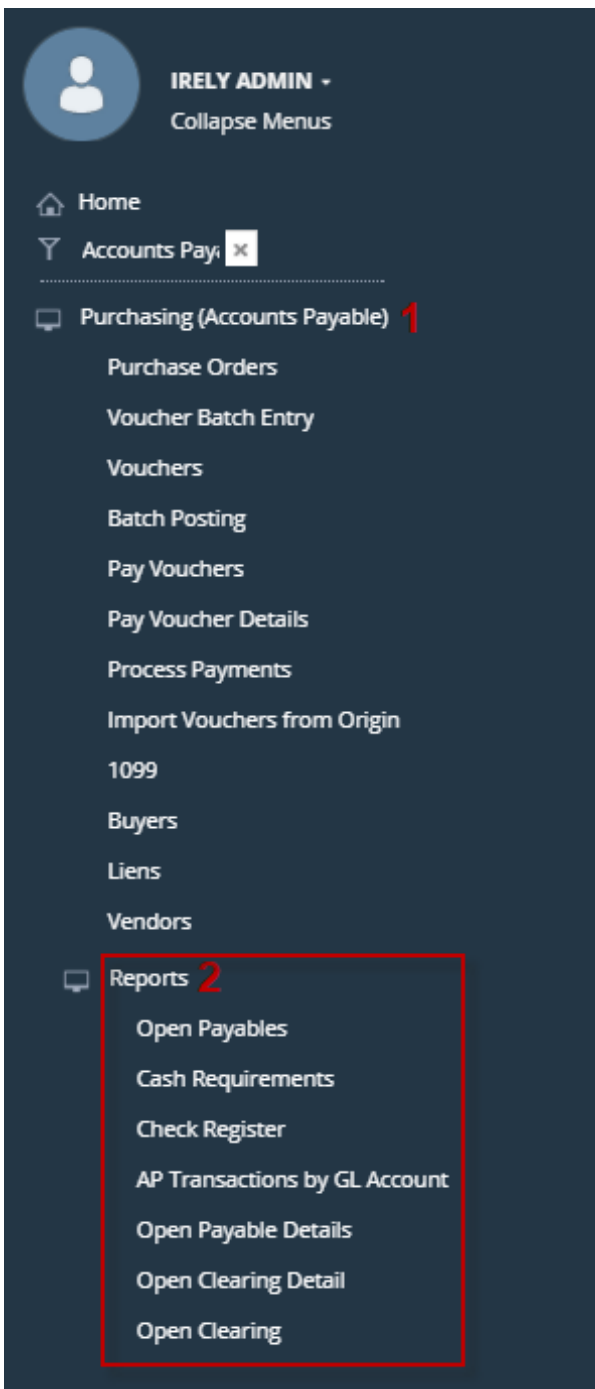 IRELY ADMIN
Collapse Menus
Home
Accounts Pay
Purchasing (Accounts Payable) 1
Purchase Orders
Voucher Batch Entry
Vouchers
Batch Posting
Pay Vouchers
Pay Voucher Details
Process Payments
Import Vouchers from Origin
1099
Buyers
Liens
Vendors
Reports 2
Open Payables
Cash Requirements
Check Register
AP Transactions by GL Account
Open Payable Details
Open Clearing Detail
Open Clearing